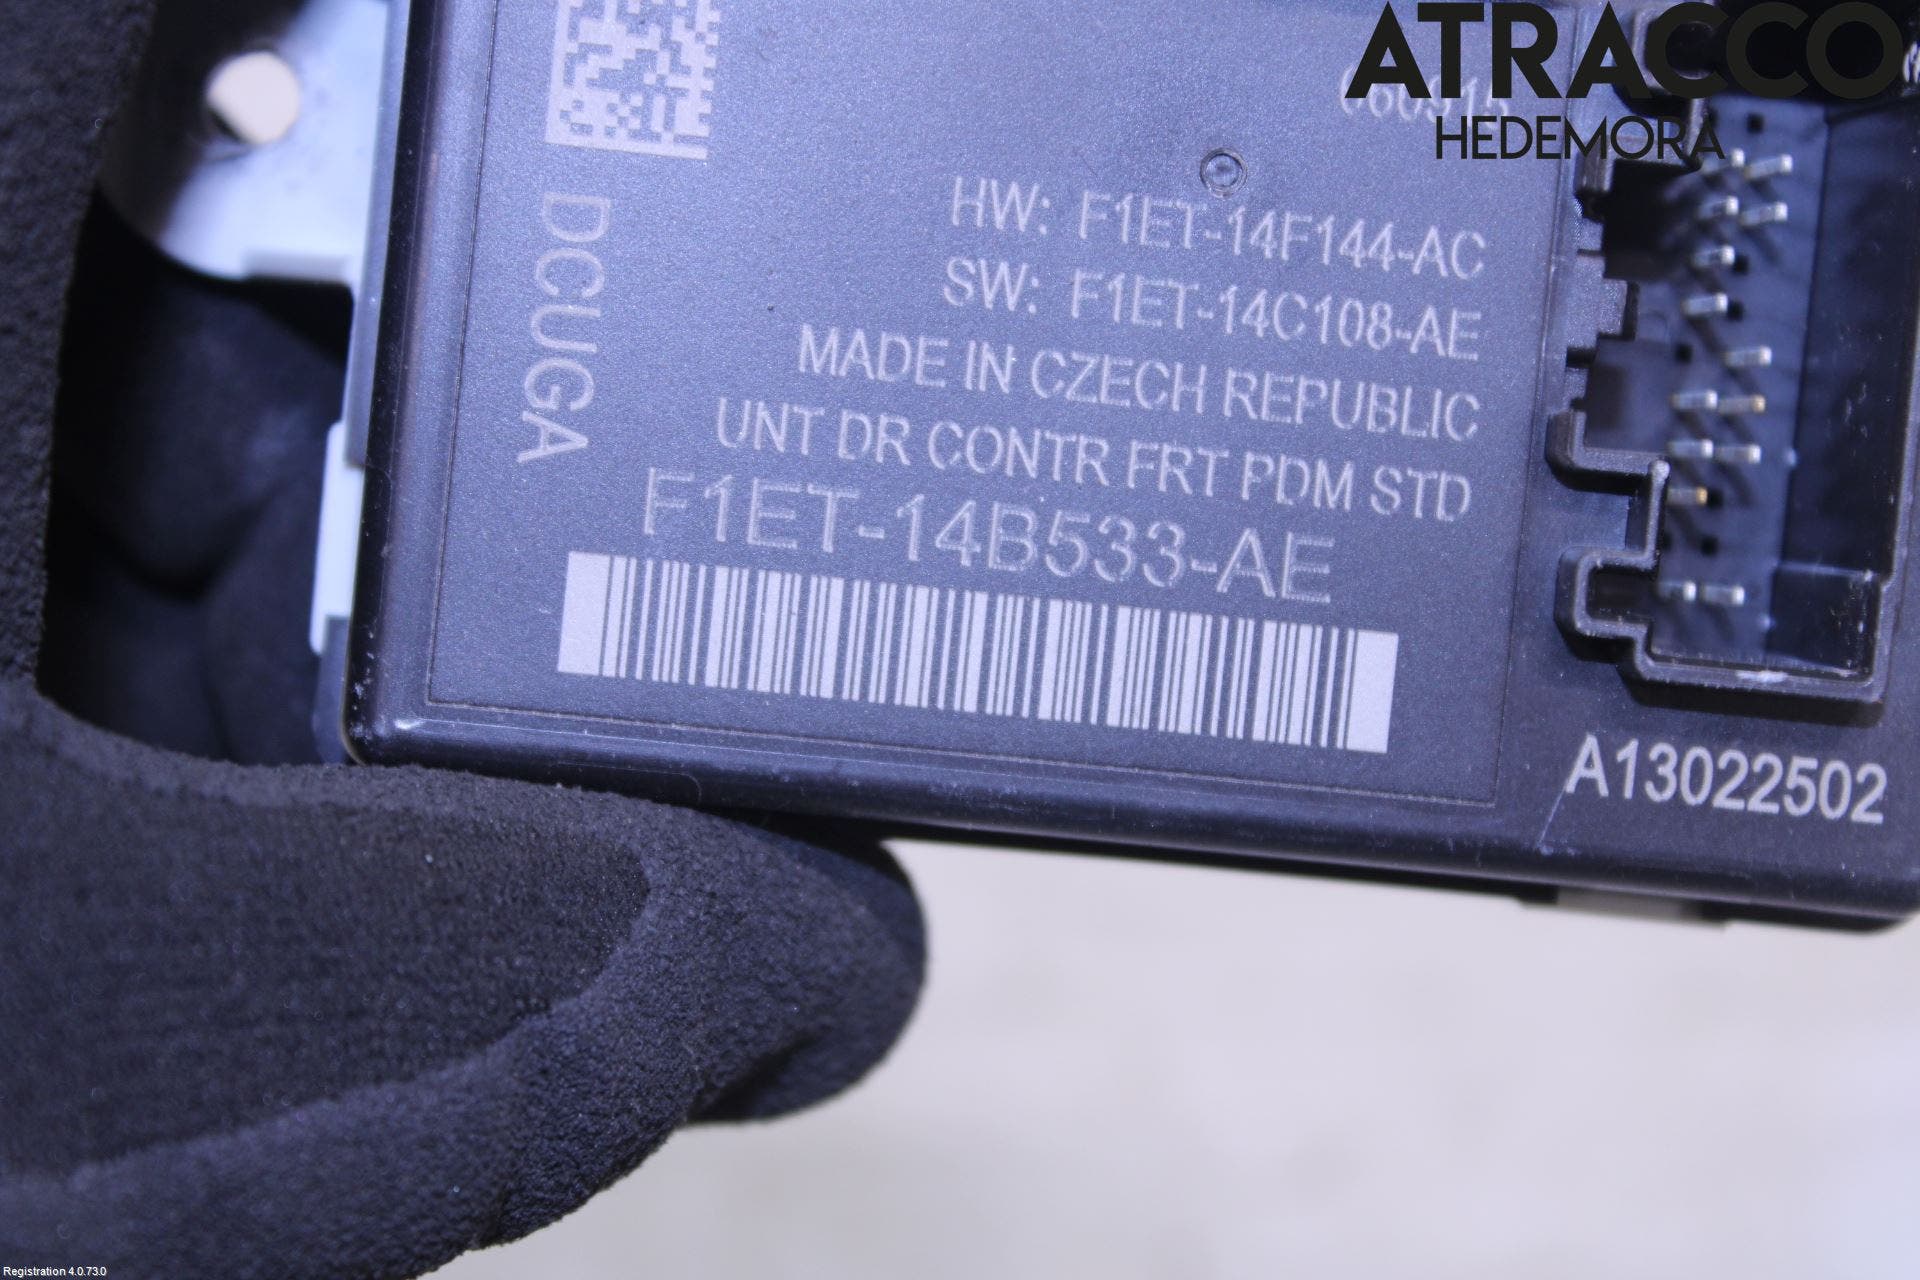 ATRACCO
HEDEMORA
HW: F1ET-14F144-AC
SW: F1ET-14C108-AE
MADE IN CZECH REPUBLIC
UNT DR CONTR FRT PDM STD
F1ET-14B533-AE
DCUGA
A13022502
Registration 4.0.73.0